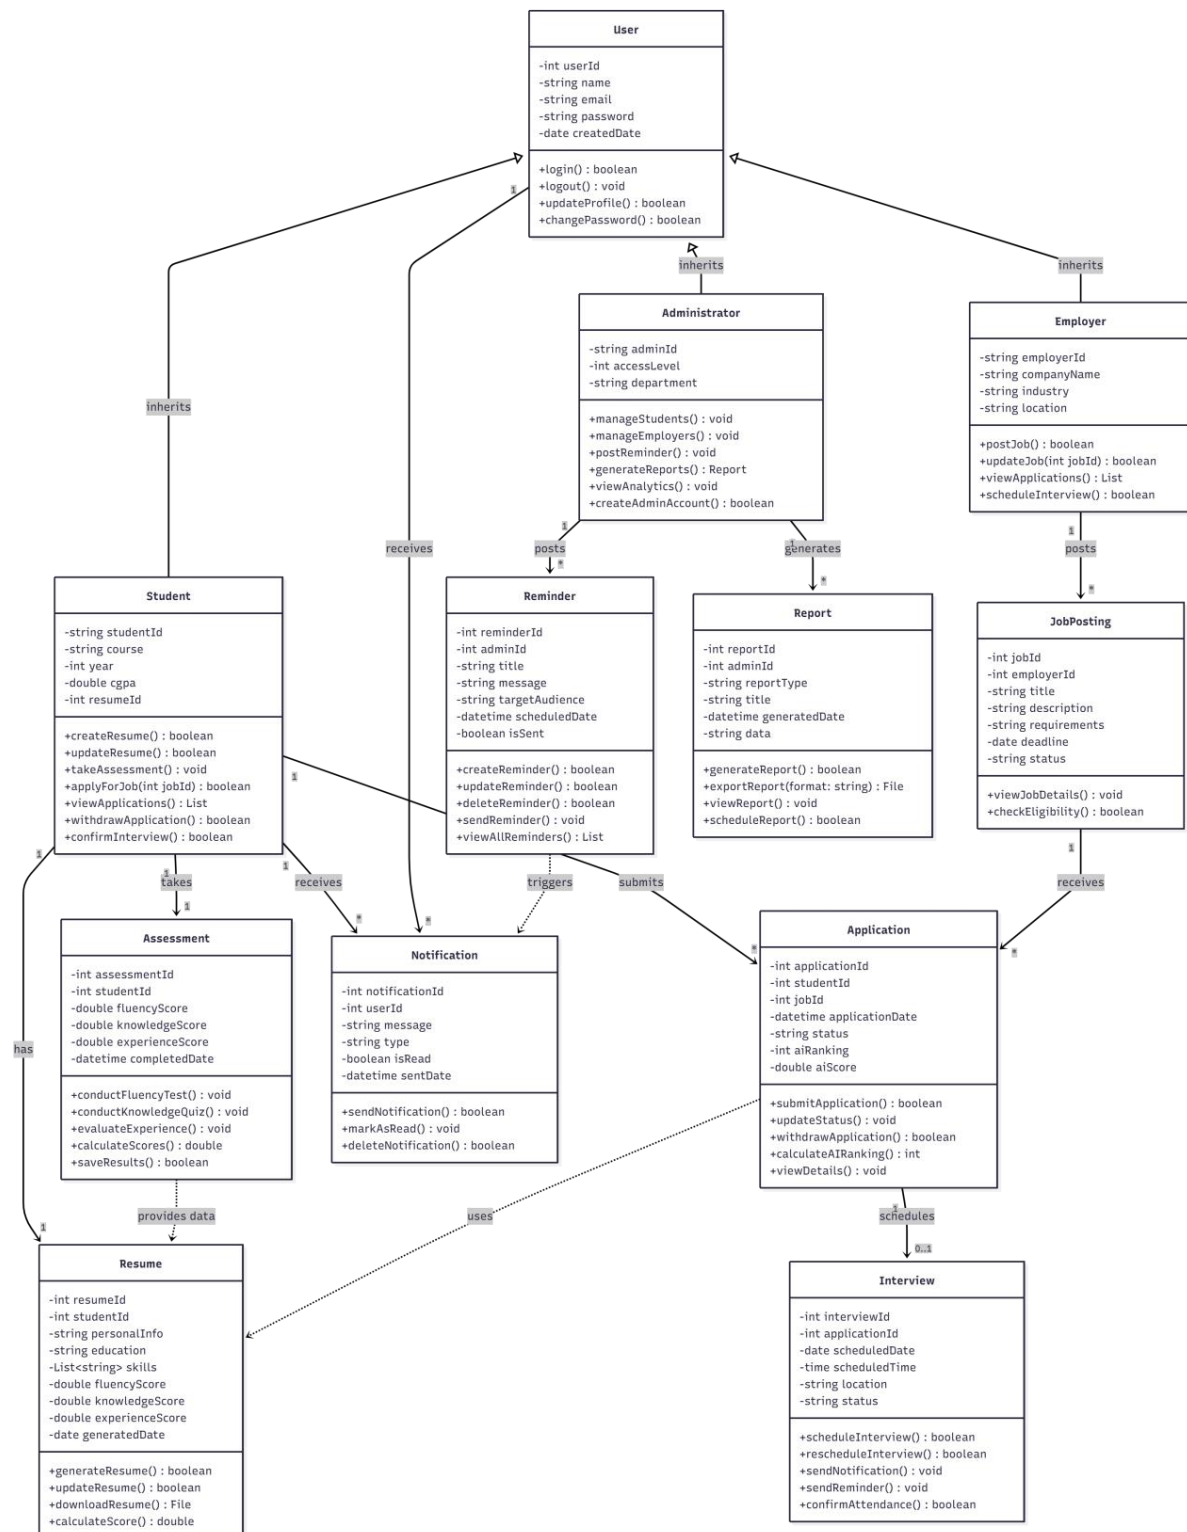 User
-int userId
-string name
-string email
-string password
-date createdDate
+login() : boolean
+logout() : void
+updateProfile() : boolean
+changePassword() : boolean
1
inherits
inherits
Administrator
-string adminId
-int accessLevel
-string department
+manageStudents() : void
+manageEmployers() : void
+postReminder() : void
+generateReports() : Report
+viewAnalytics() : void
+createAdminAccount() : boolean
Employer
-string employerId
-string companyName
-string industry
-string location
+postJob() : boolean
+updateJob(int jobId) : boolean
+viewApplications() : List
+scheduleInterview() : boolean
inherits
receives
1
posts
*
1
generates
*
1
posts
*
Student
-string studentId
-string course
-int year
-double cgpa
-int resumeId
+createResume() : boolean
+updateResume() : boolean
+takeAssessment() : void
+applyForJob(int jobId) : boolean
+viewApplications() : List
+withdrawApplication() : boolean
+confirmInterview() : boolean
Reminder
-int reminderId
-int adminId
-string title
-string message
-string targetAudience
-datetime scheduledDate
-boolean isSent
+createReminder() : boolean
+updateReminder() : boolean
+deleteReminder() : boolean
+sendReminder() : void
+viewAllReminders() : List
Report
-int reportId
-int adminId
-string reportType
-string title
-datetime generatedDate
-string data
+generateReport() : boolean
+exportReport(format: string) : File
+viewReport() : void
+scheduleReport() : boolean
JobPosting
-int jobId
-int employerId
-string title
-string description
-string requirements
-date deadline
-string status
+viewJobDetails() : void
+checkEligibility() : boolean
1
1
1
takes
1
1
receives
*
*
triggers
submits
*
1
receives
*
Assessment
-int assessmentId
-int studentId
-double fluencyScore
-double knowledgeScore
-double experienceScore
-datetime completedDate
+conductFluencyTest() : void
+conductKnowledgeQuiz() : void
+evaluateExperience() : void
+calculateScores() : double
+saveResults() : boolean
Notification
-int notificationId
-int userId
-string message
-string type
-boolean isRead
-datetime sentDate
+sendNotification() : boolean
+markAsRead() : void
+deleteNotification() : boolean
Application
-int applicationId
-int studentId
-int jobId
-datetime applicationDate
-string status
-int aiRanking
-double aiScore
+submitApplication() : boolean
+updateStatus() : void
+withdrawApplication() : boolean
+calculateAIRanking() : int
+viewDetails() : void
has
1
provides data
uses
1
schedules
0..1
Resume
-int resumeId
-int studentId
-string personalInfo
-string education
-List<string> skills
-double fluencyScore
-double knowledgeScore
-double experienceScore
-date generatedDate
+generateResume() : boolean
+updateResume() : boolean
+downloadResume() : File
+calculateScore() : double
Interview
-int interviewId
-int applicationId
-date scheduledDate
-time scheduledTime
-string location
-string status
+scheduleInterview() : boolean
+rescheduleInterview() : boolean
+sendNotification() : void
+sendReminder() : void
+confirmAttendance() : boolean